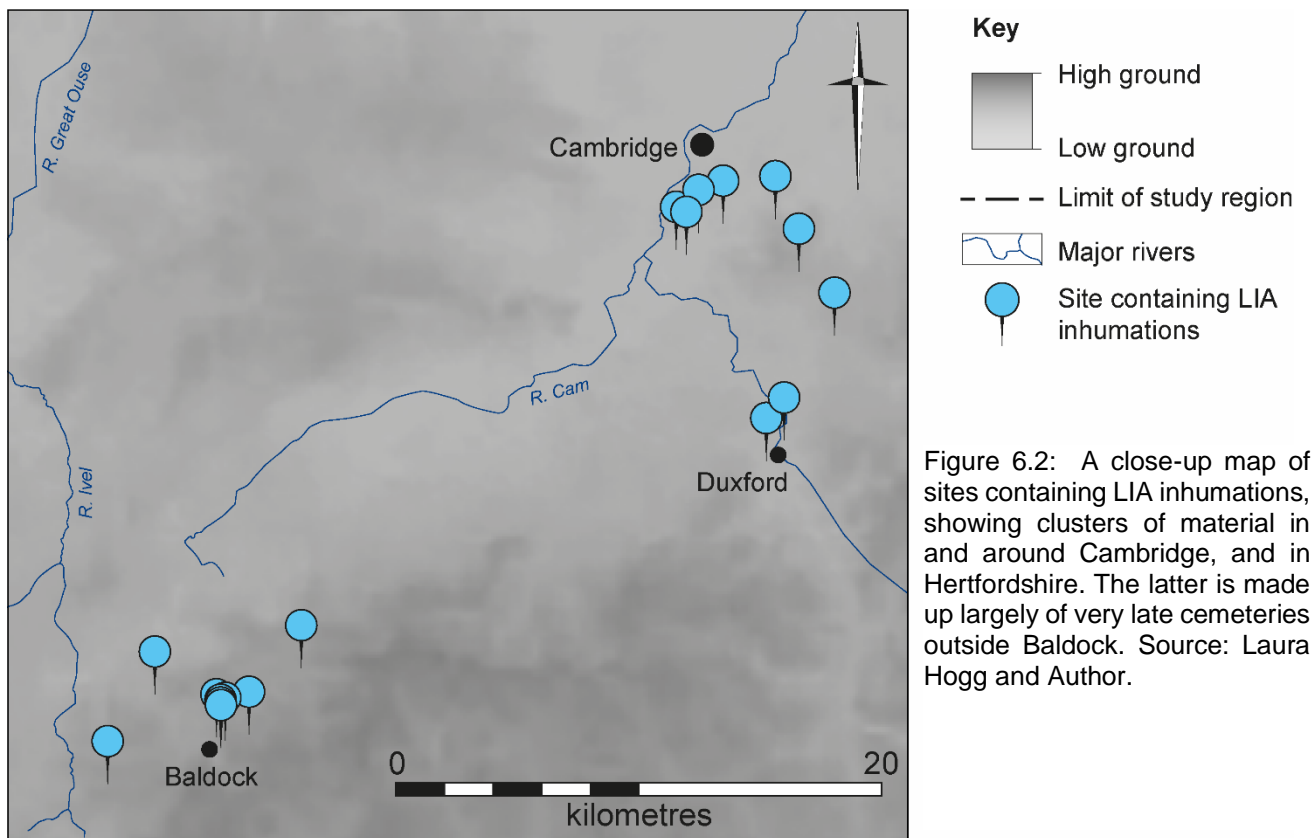 R. Great Ouse
Cambridge
R. Cam
R. Ivel
Duxford
Baldock
0 20
kilometres
Key
High ground
Low ground
Limit of study region
Major rivers
Site containing LIA
inhumations
Figure 6.2: A close-up map of
sites containing LIA inhumations,
showing clusters of material in
and around Cambridge, and in
Hertfordshire. The latter is made
up largely of very late cemeteries
outside Baldock. Source: Laura
Hogg and Author.